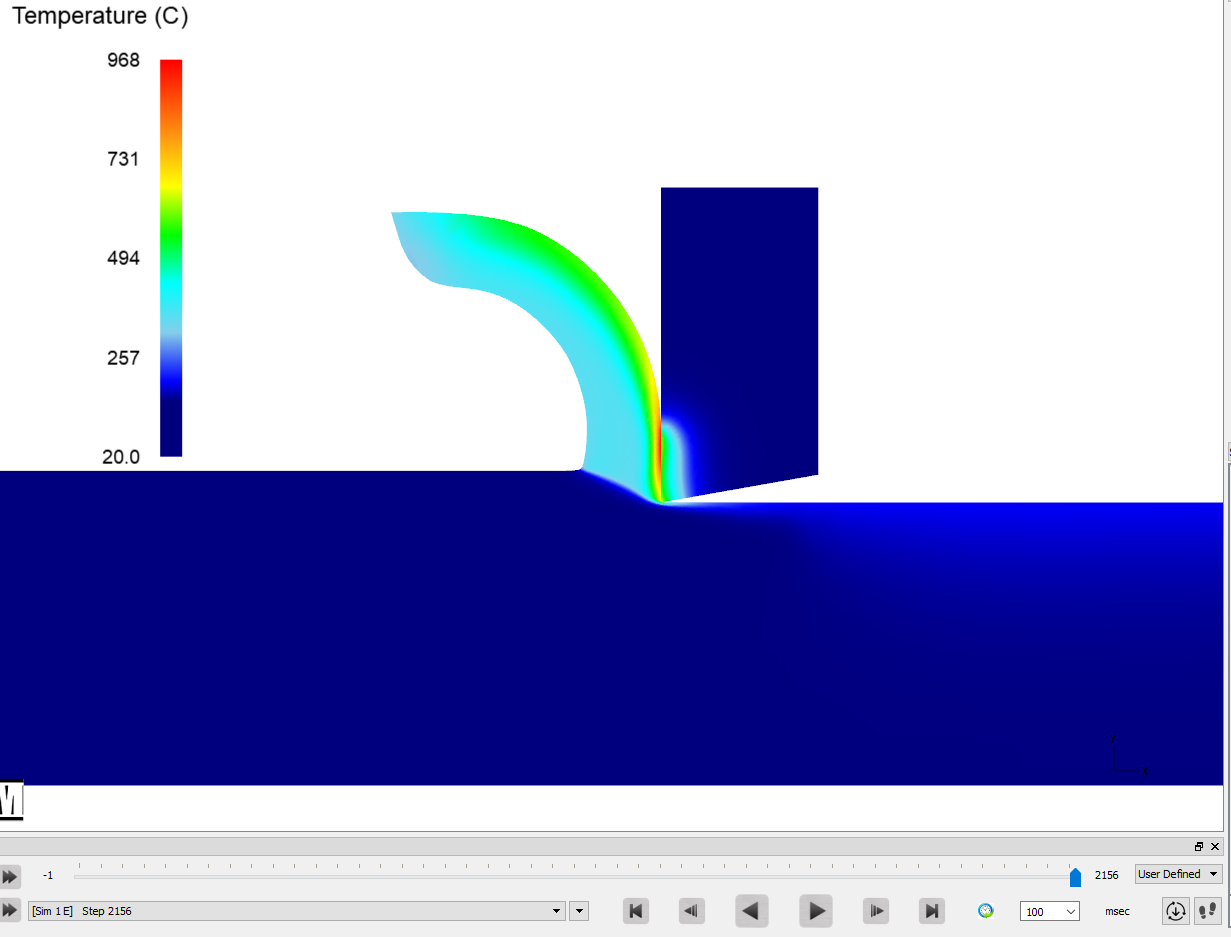 Temperature (C)
968
731
494
257
20.0
Y
X
-1
2156
User Defined
[Sim 1 E] Step 2156
100
msec